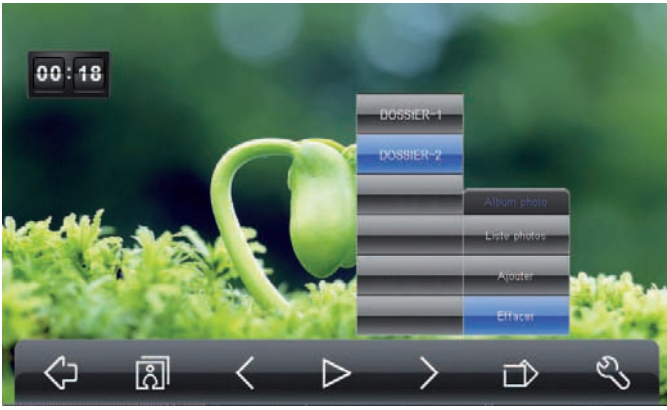 00:18
DOSSIER-1
DOSSIER-2
Album photo
Liste photos
Ajouter
Effacer